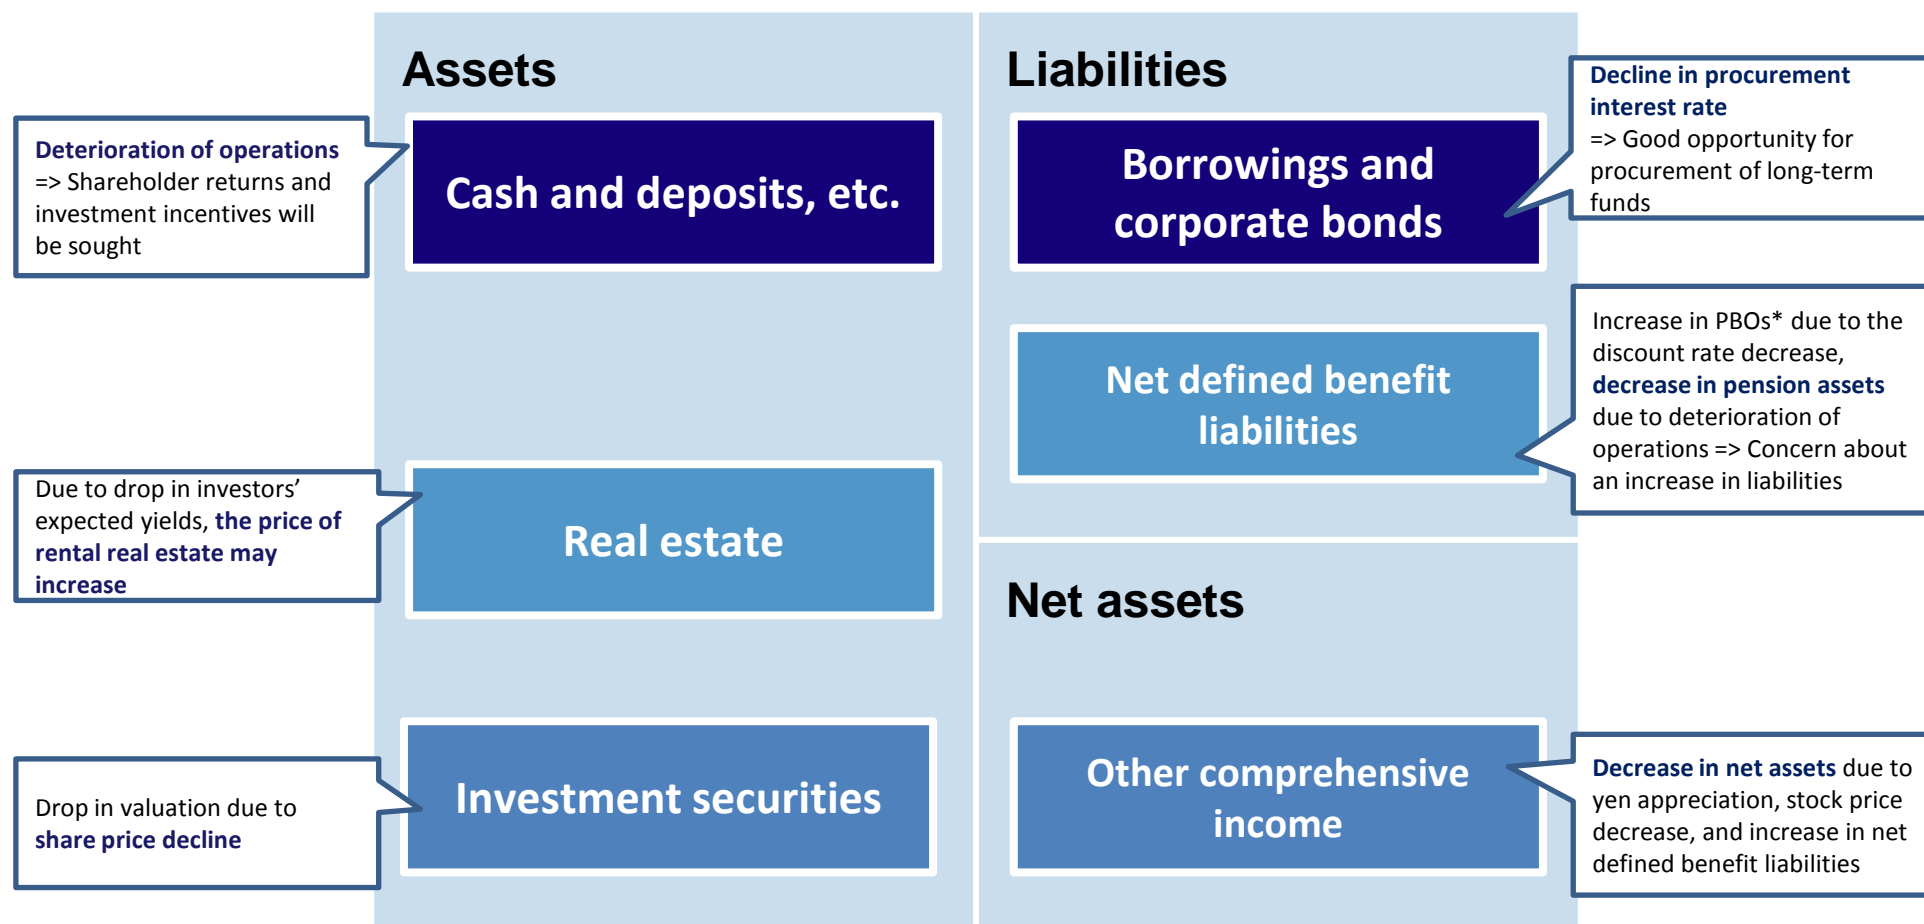 Assets
Deterioration of operations
=> Shareholder returns and
investment incentives will
be sought
Cash and deposits, etc.
Due to drop in investors’
expected yields, the price of
rental real estate may
increase
Real estate
Drop in valuation due to
share price decline
Investment securities
Liabilities
Borrowings and
corporate bonds
Decline in procurement
interest rate
=> Good opportunity for
procurement of long-term
funds
Net defined benefit
liabilities
Increase in PBOs* due to the
discount rate decrease,
decrease in pension assets
due to deterioration of
operations => Concern about
an increase in liabilities
Net assets
Other comprehensive
income
Decrease in net assets due to
yen appreciation, stock price
decrease, and increase in net
defined benefit liabilities